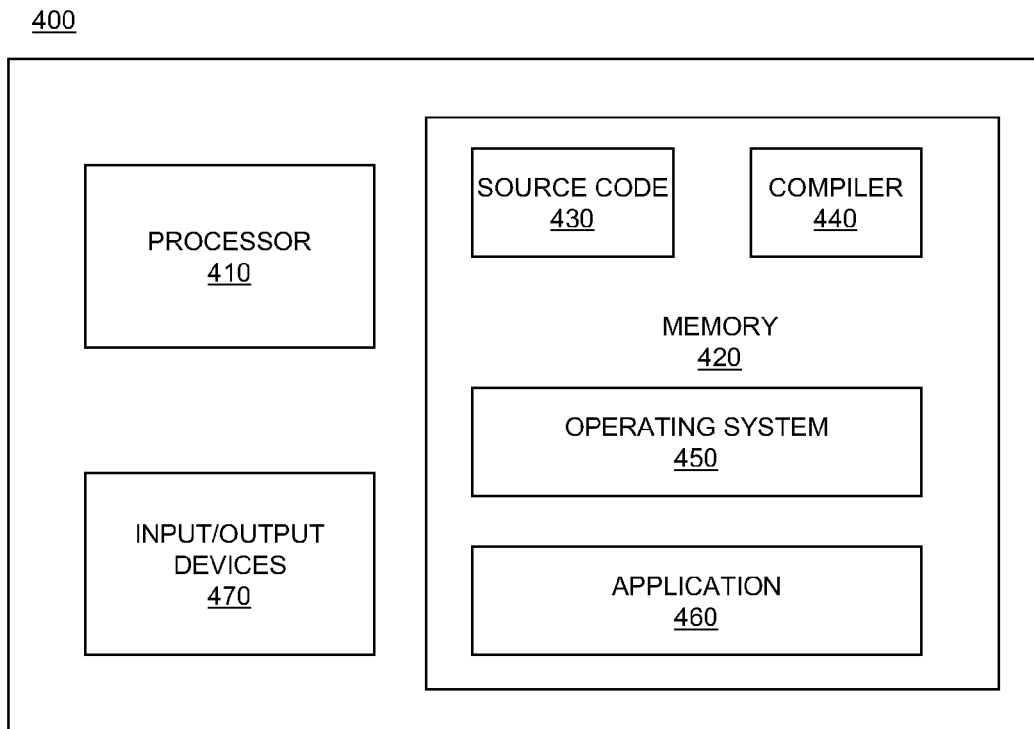 400
PROCESSOR
410
INPUT/OUTPUT
DEVICES
470
SOURCE CODE
430
COMPILER
440
MEMORY
420
OPERATING SYSTEM
450
APPLICATION
460